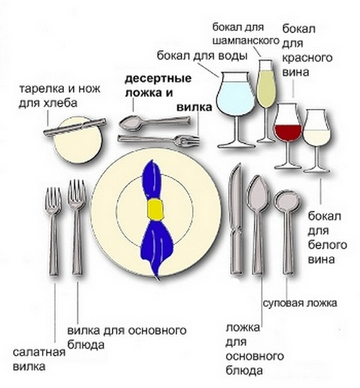 бокал для
шампанского
бокал
для
красного
вина
бокал для воды
десертные
ложка и
вилка
тарелка и нож
для хлеба
бокал
для
белого
вина
суповая ложка
вилка для основного
блюда
ложка
для
основного
блюда
салатная
вилка